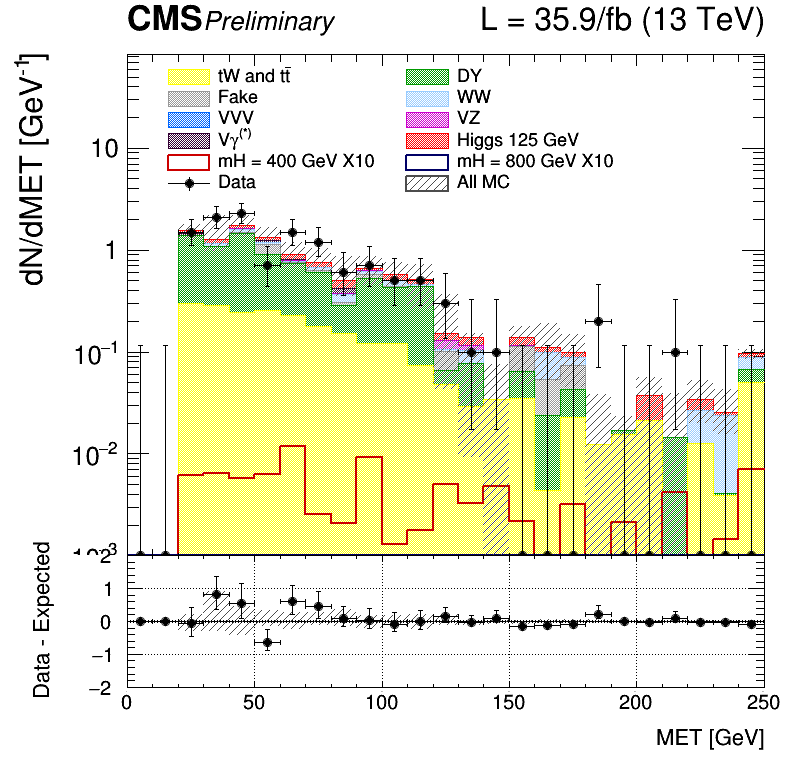 CMS Preliminary L = 35.9/fb (13 TeV)
dN/dMET [GeV⁻¹]
tW and tt̄ DY
Fake WW
VVV VZ
Vγ⁽*⁾ Higgs 125 GeV
mH = 400 GeV X10 mH = 800 GeV X10
Data All MC
10
1
10⁻¹
10⁻²
Data - Expected
1
0
−1
−2
0 50 100 150 200 250
MET [GeV]